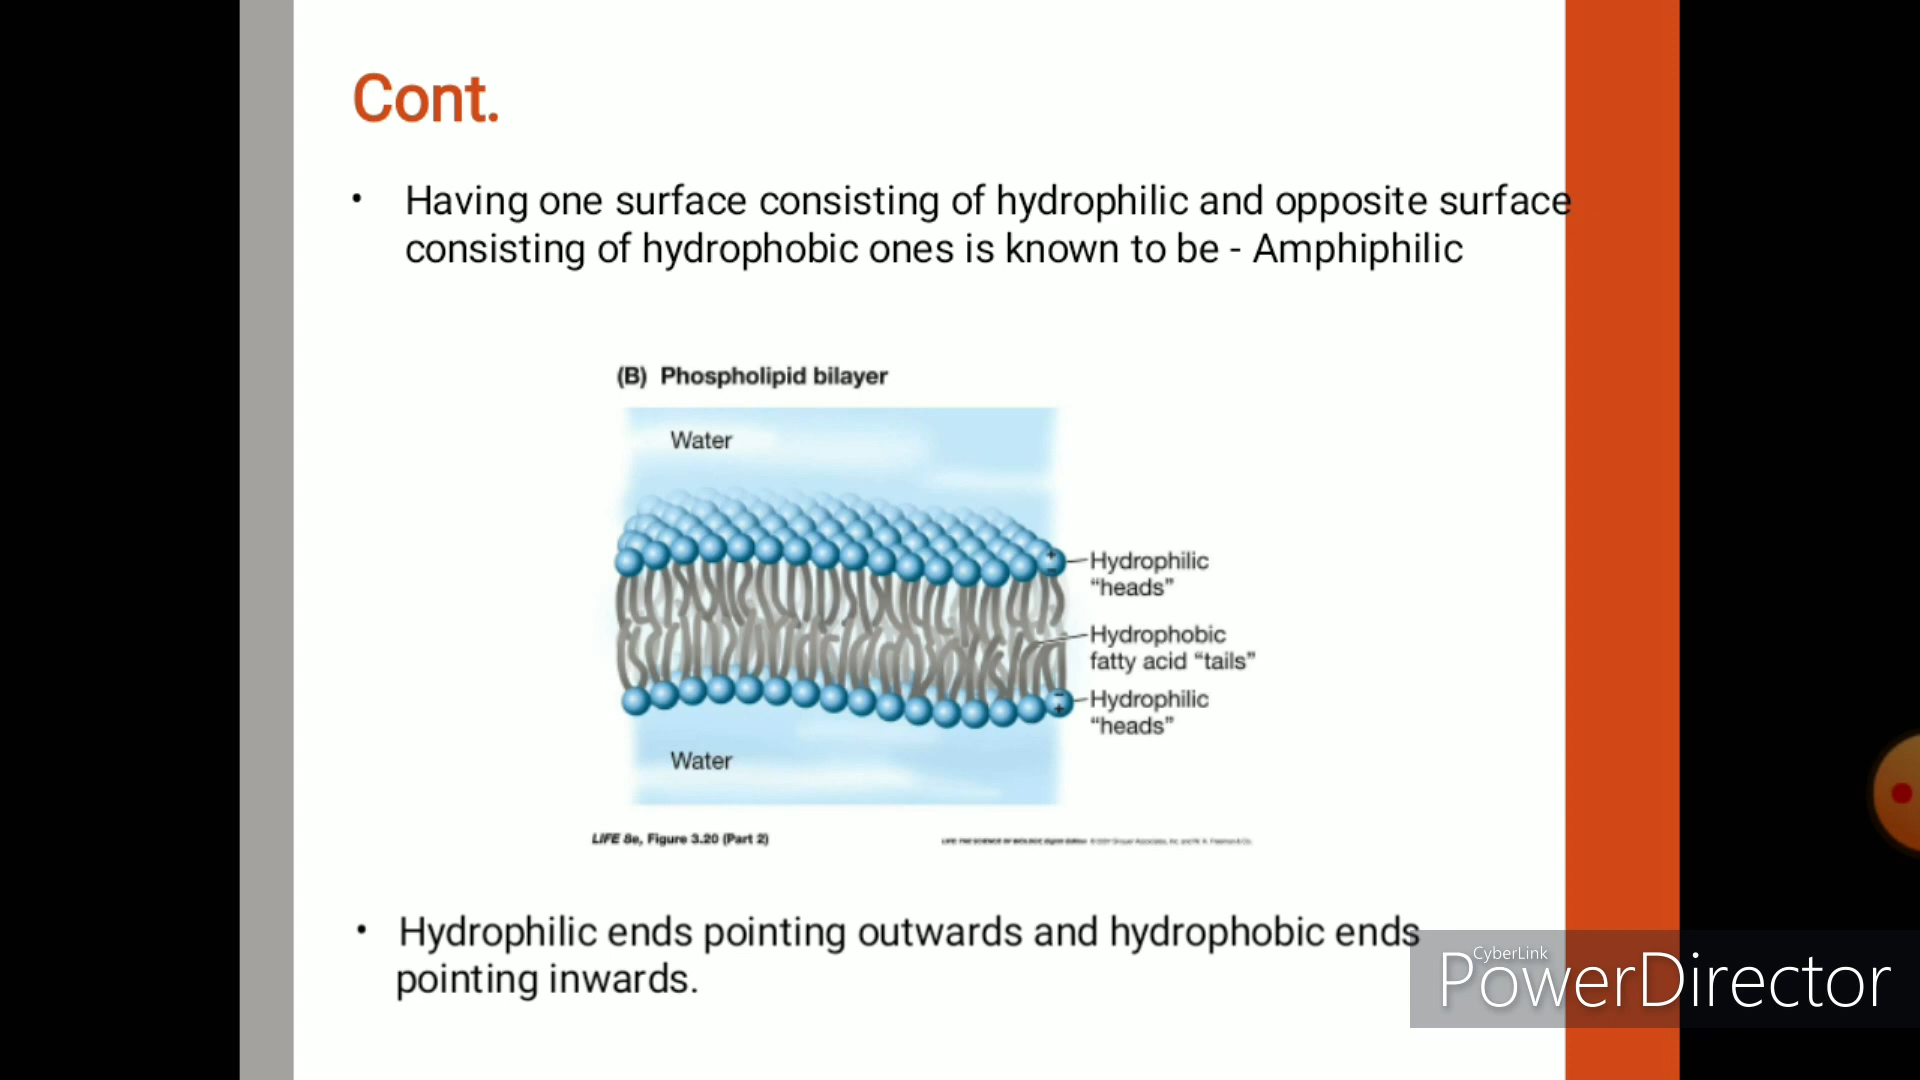 Cont.
• Having one surface consisting of hydrophilic and opposite surface
consisting of hydrophobic ones is known to be - Amphiphilic
(B) Phospholipid bilayer
Water
Hydrophilic
“heads”
Hydrophobic
fatty acid “tails”
Hydrophilic
“heads”
Water
LIFE 8e, Figure 3.20 (Part 2)
• Hydrophilic ends pointing outwards and hydrophobic ends
pointing inwards.
CyberLink
PowerDirector